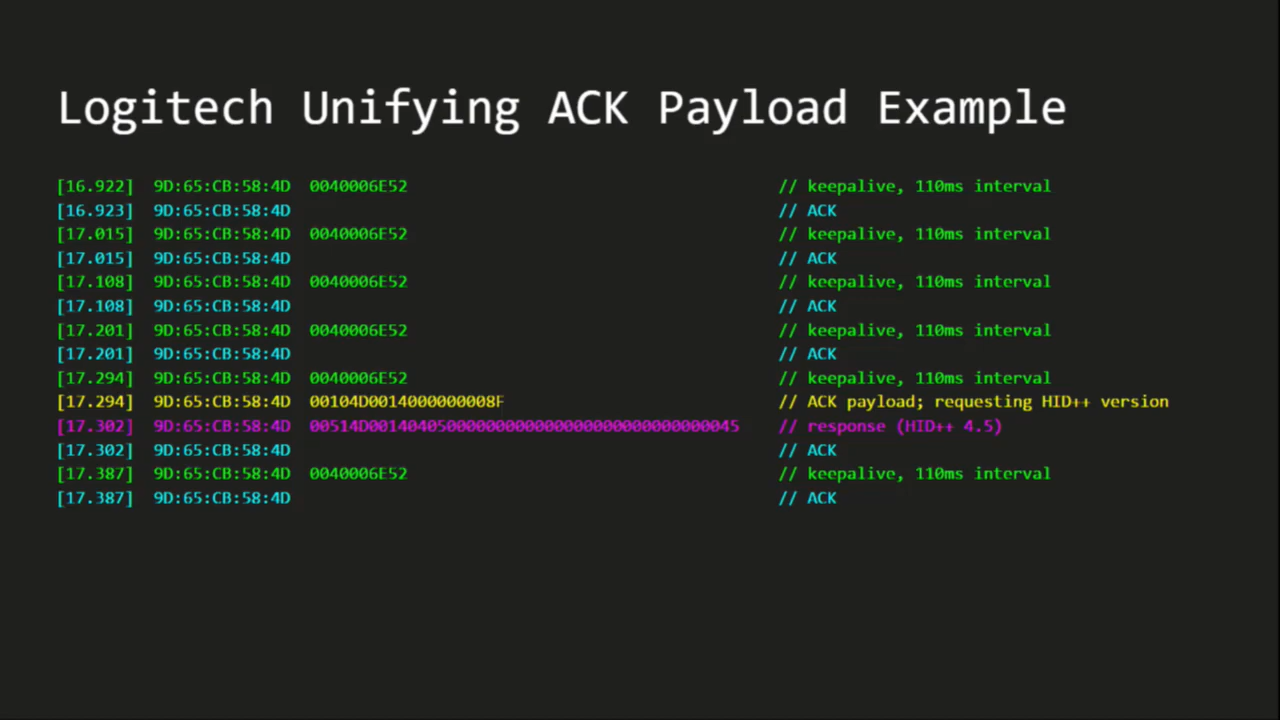 Logitech Unifying ACK Payload Example
[16.922] 9D:65:CB:58:4D 0040006E52 // keepalive, 110ms interval
[16.923] 9D:65:CB:58:4D // ACK
[17.015] 9D:65:CB:58:4D 0040006E52 // keepalive, 110ms interval
[17.015] 9D:65:CB:58:4D // ACK
[17.108] 9D:65:CB:58:4D 0040006E52 // keepalive, 110ms interval
[17.108] 9D:65:CB:58:4D // ACK
[17.201] 9D:65:CB:58:4D 0040006E52 // keepalive, 110ms interval
[17.201] 9D:65:CB:58:4D // ACK
[17.294] 9D:65:CB:58:4D 0040006E52 // keepalive, 110ms interval
[17.294] 9D:65:CB:58:4D 00104D0014000000008F // ACK payload; requesting HID++ version
[17.302] 9D:65:CB:58:4D 00514D00140405000000000000000000000000000045 // response (HID++ 4.5)
[17.302] 9D:65:CB:58:4D // ACK
[17.387] 9D:65:CB:58:4D 0040006E52 // keepalive, 110ms interval
[17.387] 9D:65:CB:58:4D // ACK